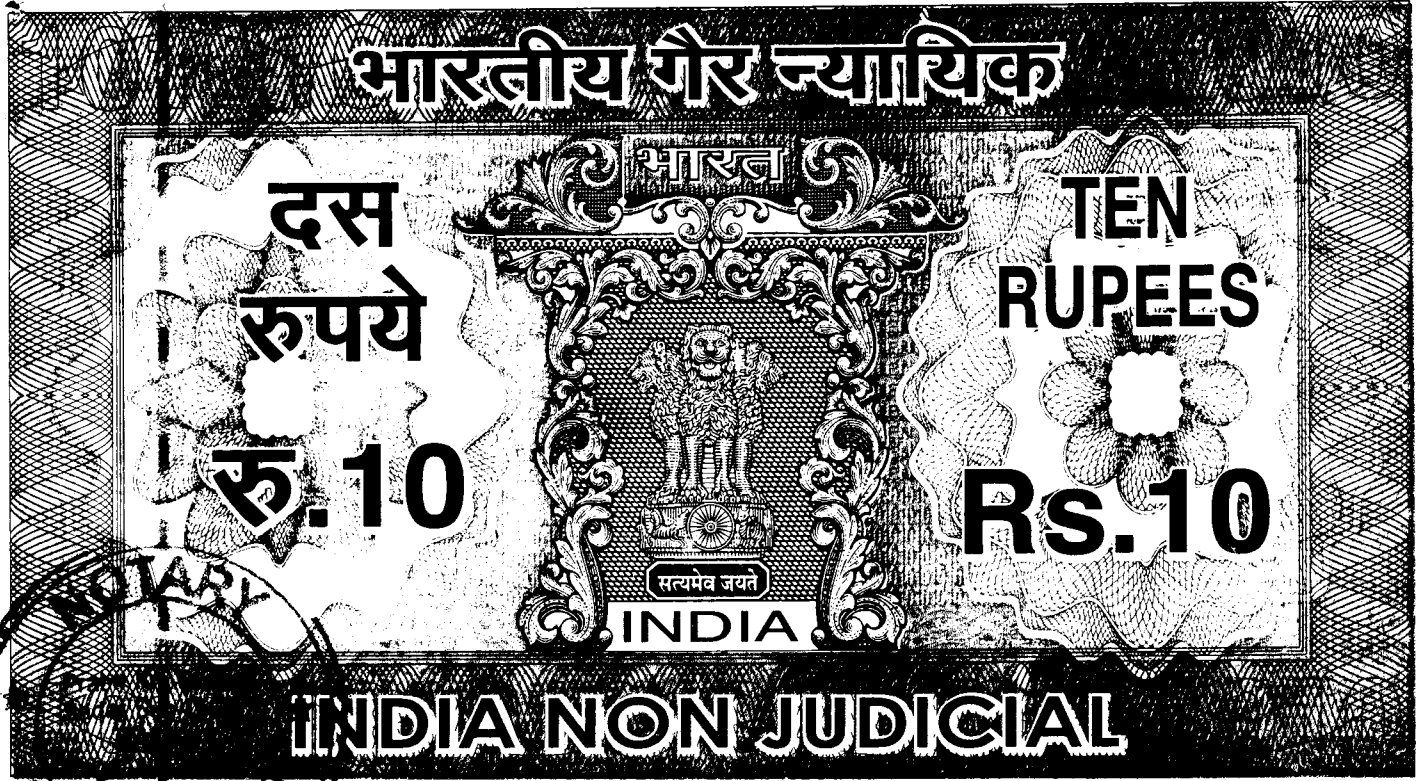 भारतीय गैर न्यायिक
भारत
दस
रुपये
रु.10
TEN
RUPEES
Rs.10
सत्यमेव जयते
INDIA
NOTARY
INDIA NON JUDICIAL